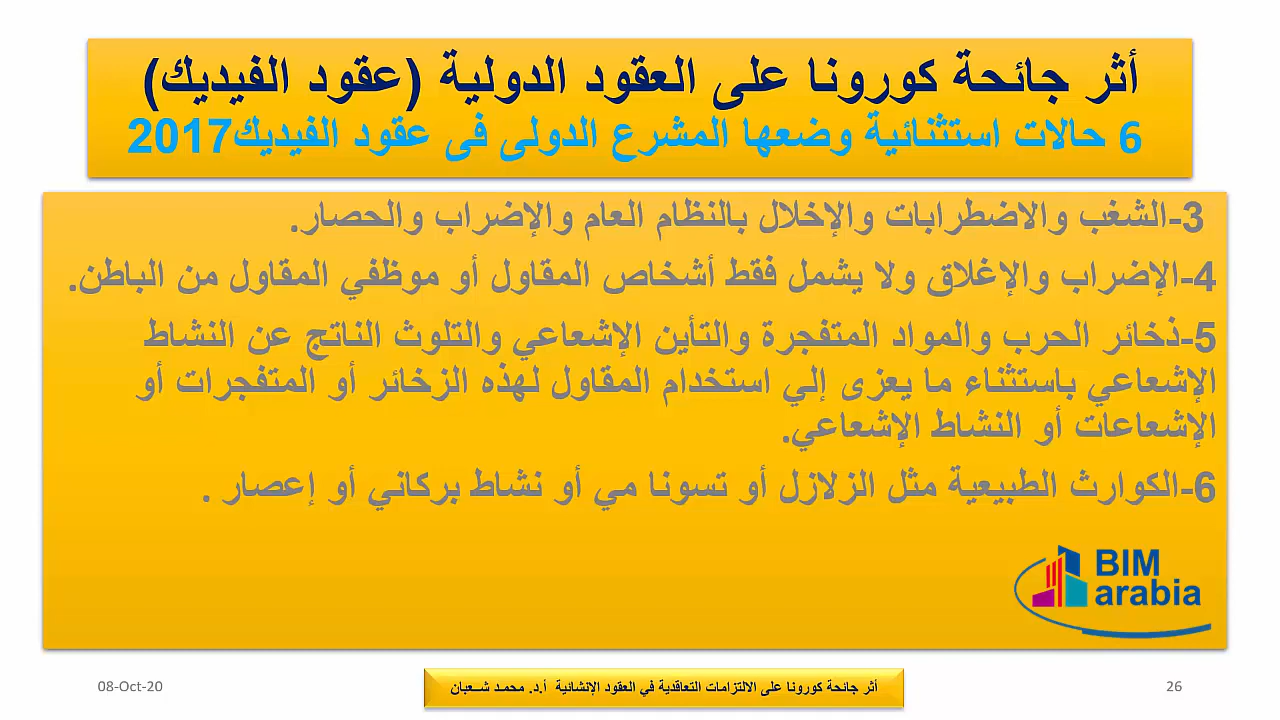 أثر جائحة كورونا على العقود الدولية (عقود الفيديك)
6 حالات استثنائية وضعها المشرع الدولى فى عقود الفيديك2017
3-الشغب والاضطرابات والإخلال بالنظام العام والإضراب والحصار.
4-الإضراب والإغلاق ولا يشمل فقط أشخاص المقاول أو موظفي المقاول من الباطن.
5-ذخائر الحرب والمواد المتفجرة والتأين الإشعاعي والتلوث الناتج عن النشاط
الإشعاعي باستثناء ما يعزى إلي استخدام المقاول لهذه الزخائر أو المتفجرات أو
الإشعاعات أو النشاط الإشعاعي.
6-الكوارث الطبيعية مثل الزلازل أو تسونا مي أو نشاط بركاني أو إعصار .
BIM
arabia
08-Oct-20
أثر جائحة كورونا على الالتزامات التعاقدية في العقود الإنشائية أ.د. محمـد شـــعبان
26